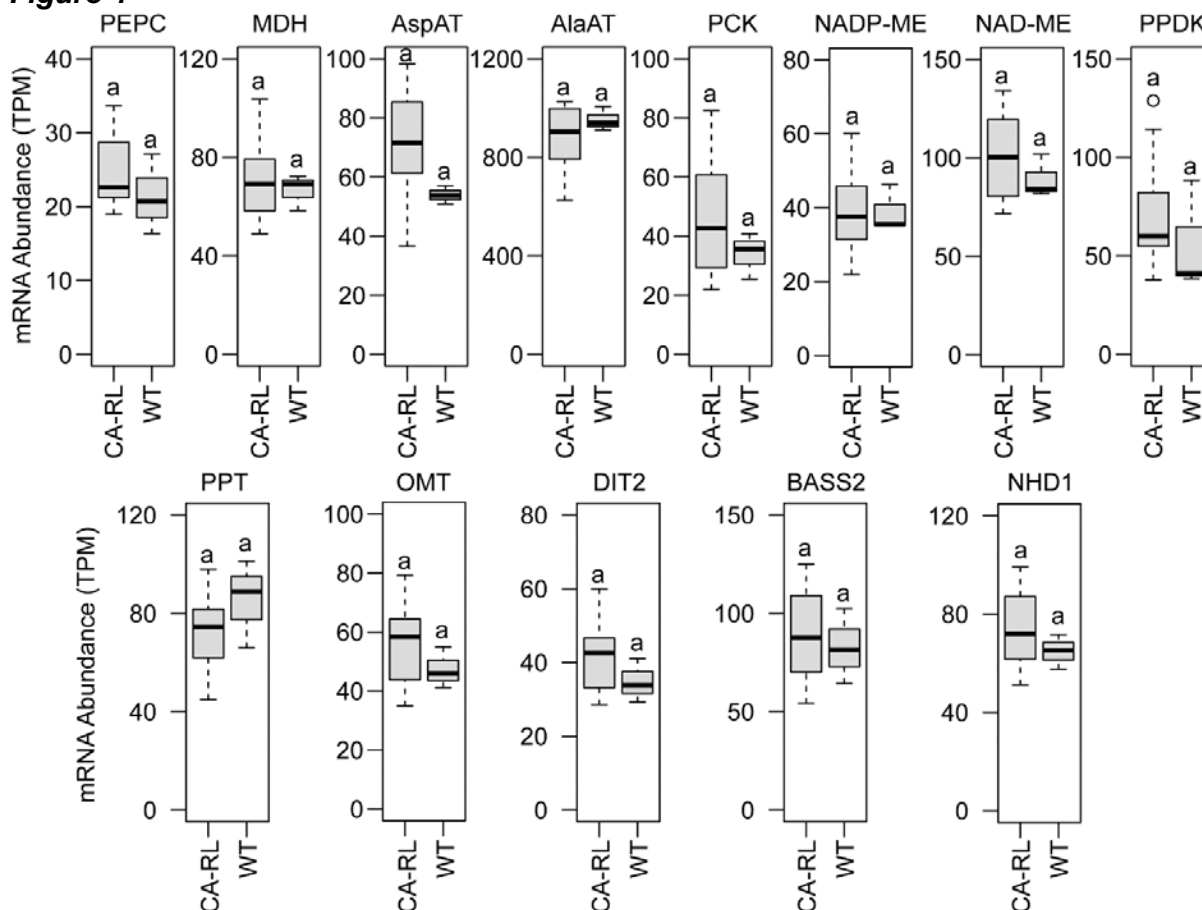 PEPC MDH AspAT AlaAT PCK NADP-ME NAD-ME PPDK
mRNA Abundance (TPM)
40 30 20 10 0
120 80 40 0
100 80 60 40 20 0
1200 800 400 0
100 80 60 40 20 0
80 60 40 20 0
150 100 50 0
150 100 50 0
a a a a a a a a a a a a a a a a
CA-RL WT CA-RL WT CA-RL WT CA-RL WT CA-RL WT CA-RL WT CA-RL WT CA-RL WT
PPT OMT DIT2 BASS2 NHD1
mRNA Abundance (TPM)
120 80 40 0
100 80 60 40 20 0
80 60 40 20 0
150 100 50 0
120 80 40 0
a a a a a a a a a a
CA-RL WT CA-RL WT CA-RL WT CA-RL WT CA-RL WT